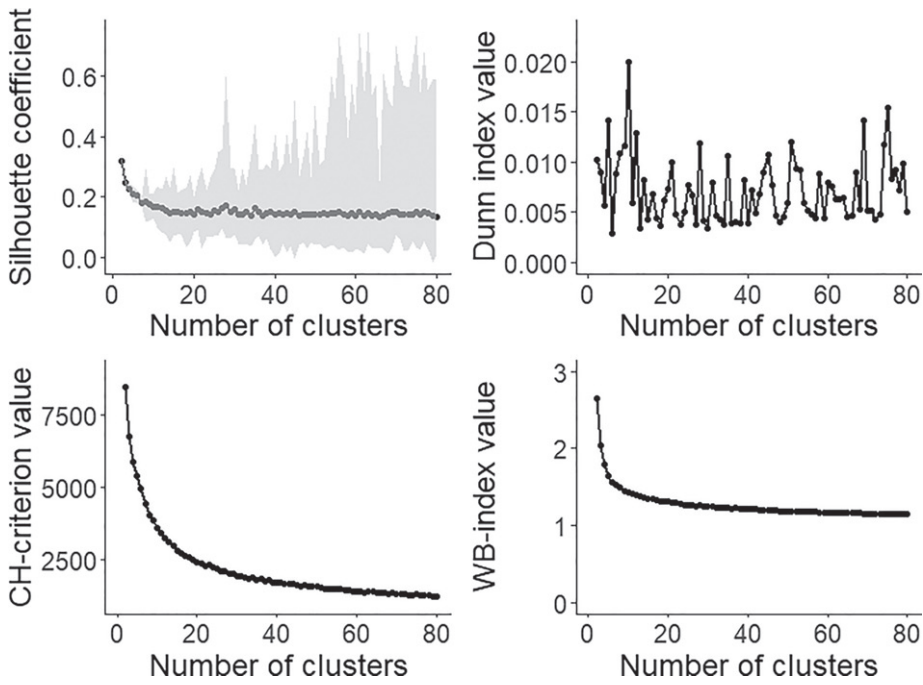 Silhouette coefficient
0.6
0.4
0.2
0.0
0 20 40 60 80
Number of clusters
Dunn index value
0.020
0.015
0.010
0.005
0.000
0 20 40 60 80
Number of clusters
CH-criterion value
7500
5000
2500
0 20 40 60 80
Number of clusters
WB-index value
3
2
1
0
0 20 40 60 80
Number of clusters